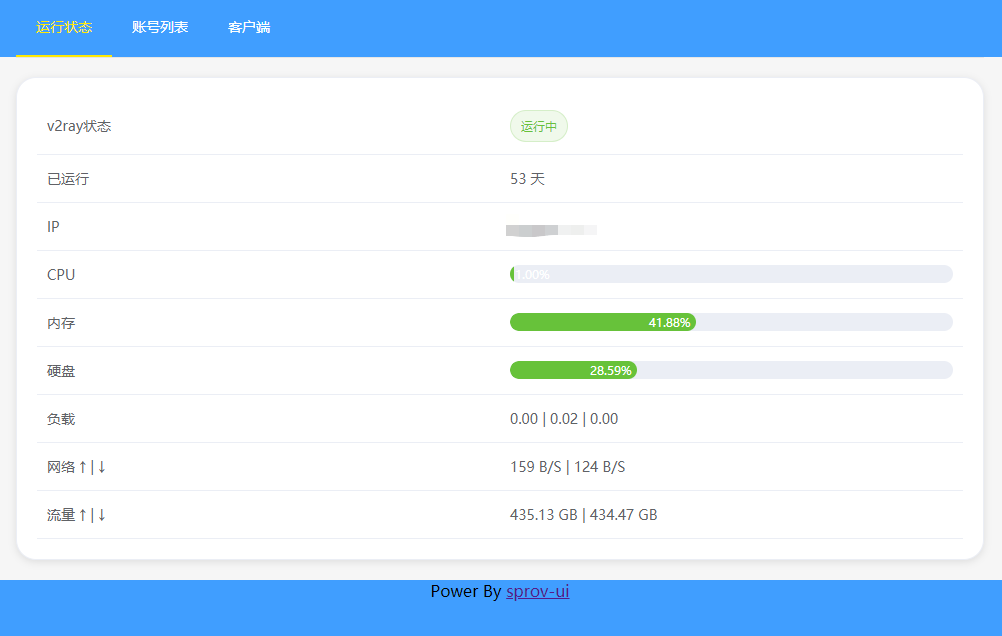 运行状态 账号列表 客户端
v2ray状态 运行中
已运行 53 天
IP
CPU 1.00%
内存 41.88%
硬盘 28.59%
负载 0.00 | 0.02 | 0.00
网络↑|↓ 159 B/S | 124 B/S
流量↑|↓ 435.13 GB | 434.47 GB
Power By sprov-ui